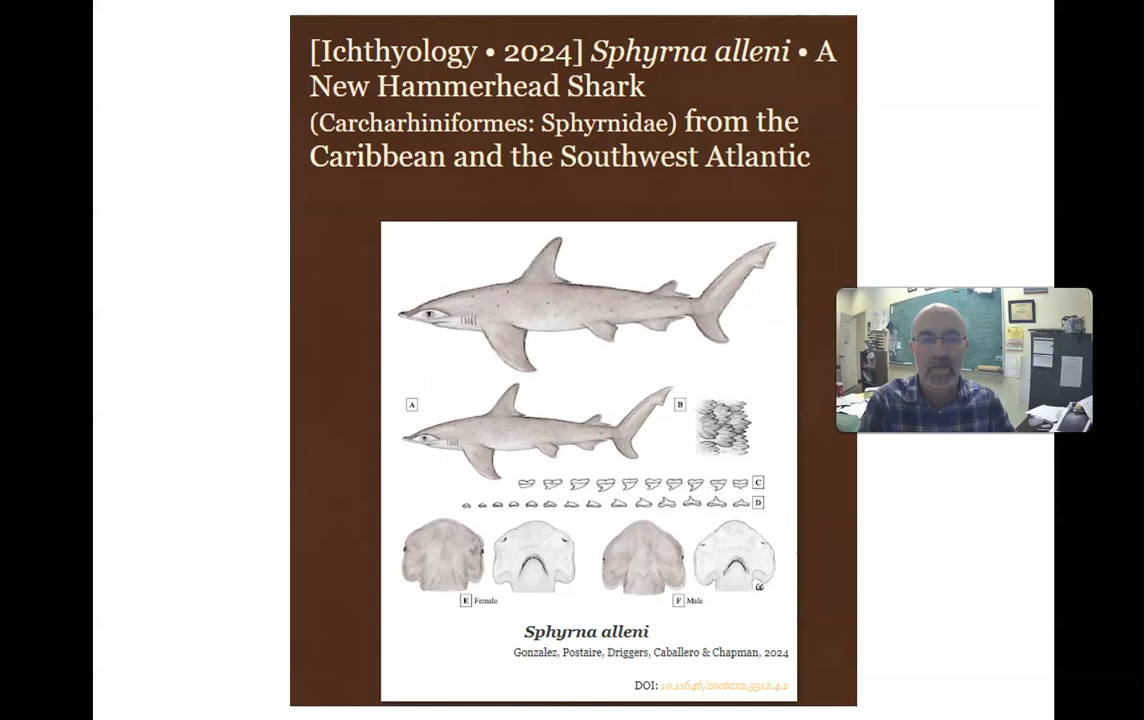 [Ichthyology • 2024] Sphyrna alleni • A
New Hammerhead Shark
(Carcharhiniformes: Sphyrnidae) from the
Caribbean and the Southwest Atlantic
A
B
C
D
E Female
F Male
Sphyrna alleni
Gonzalez, Postaire, Driggers, Caballero & Chapman, 2024
DOI: 10.11646/zootaxa.5512.4.2